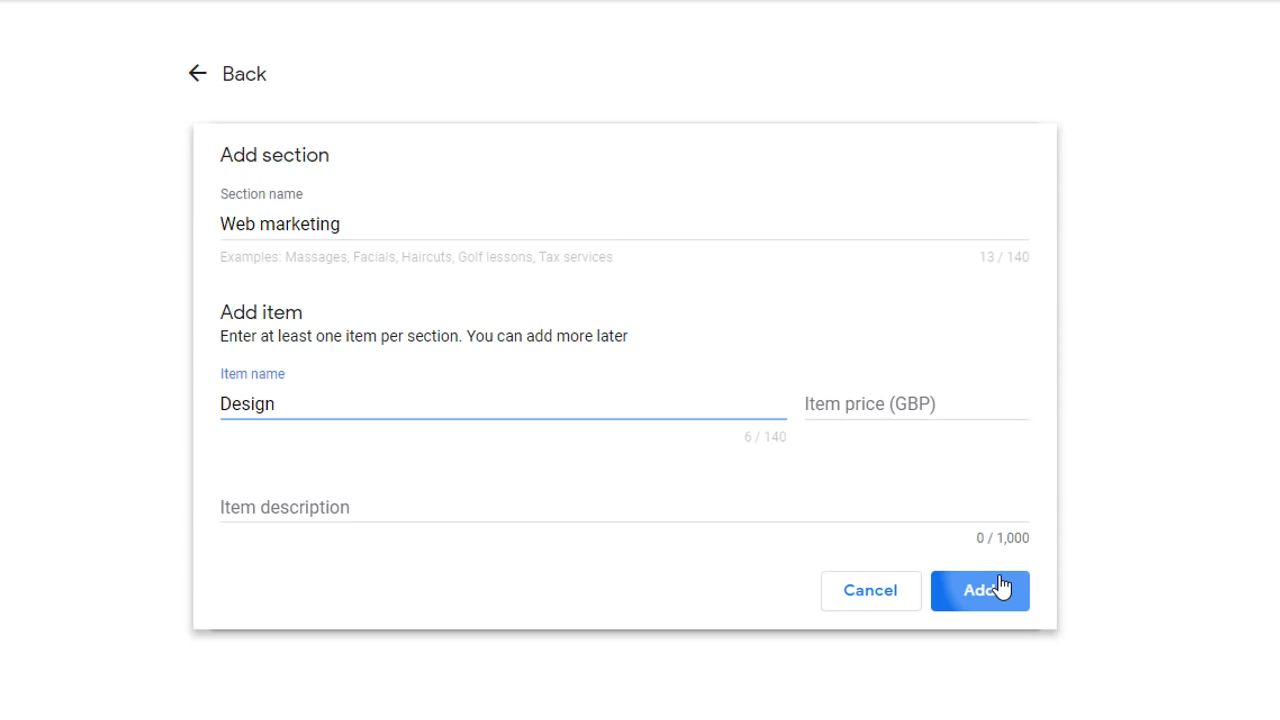 Back
Add section
Section name
Web marketing
Examples: Massages, Facials, Haircuts, Golf lessons, Tax services 13 / 140
Add item
Enter at least one item per section. You can add more later
Item name
Design Item price (GBP)
6 / 140
Item description
0 / 1,000
Cancel Add